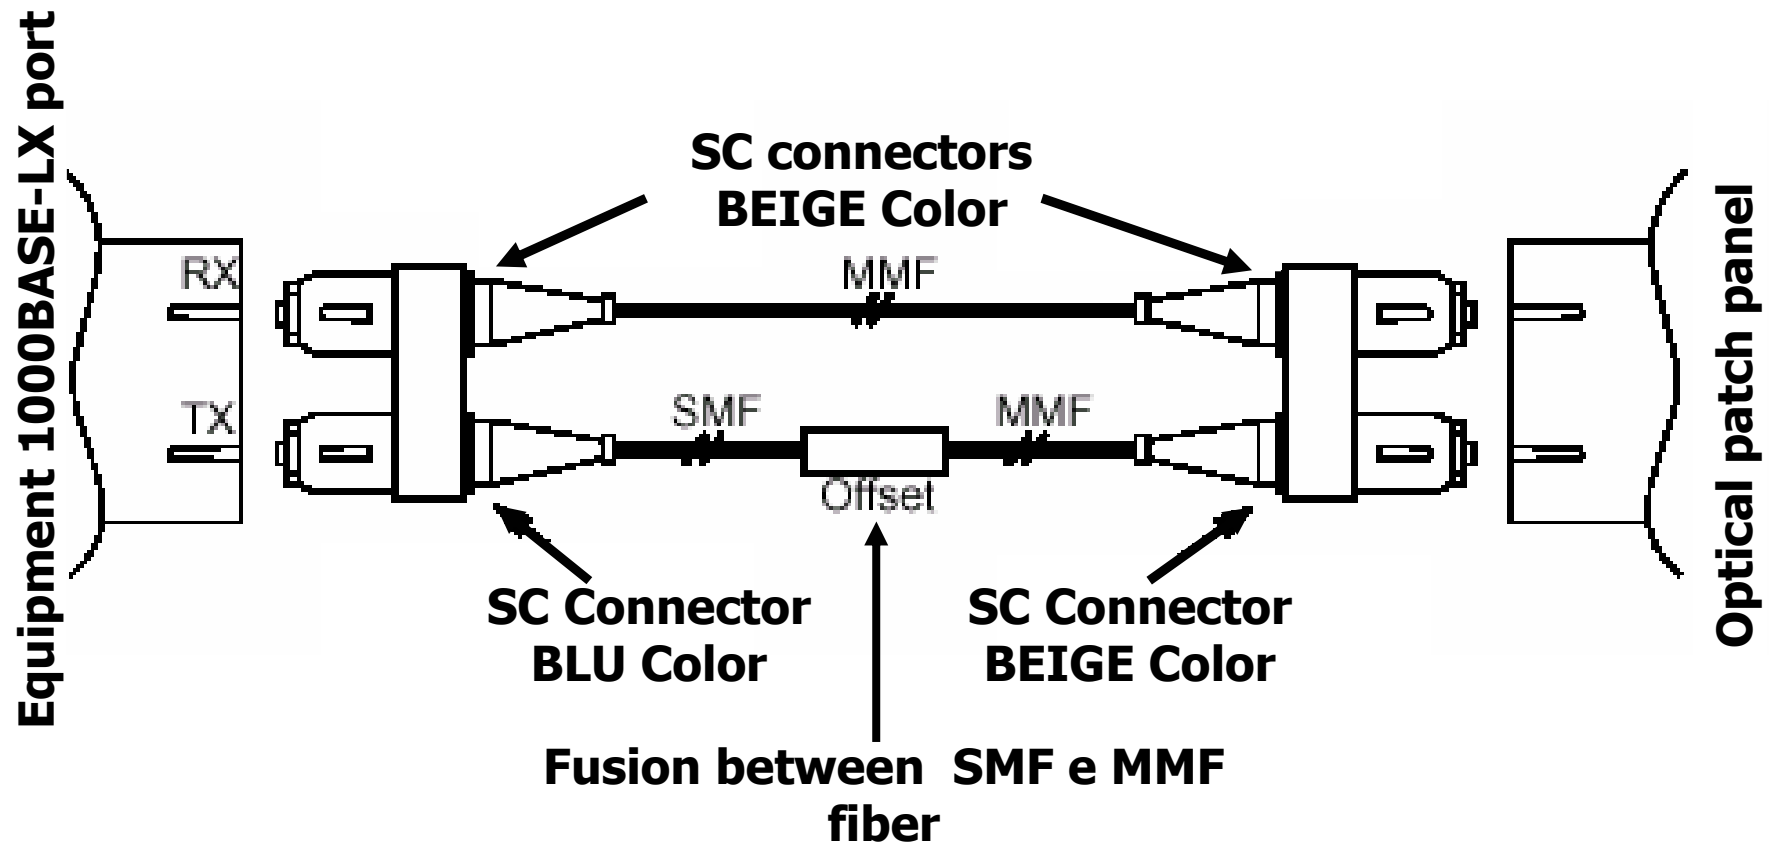 Equipment 1000BASE-LX port
SC connectors
BEIGE Color
RX
MMF
TX
SMF
MMF
Offset
SC Connector
BLU Color
SC Connector
BEIGE Color
Fusion between  SMF e MMF
fiber
Optical patch panel